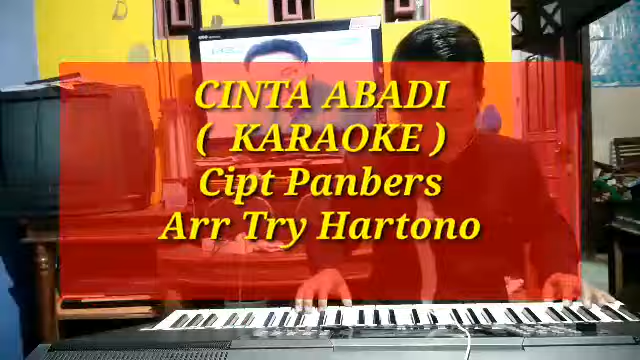 CINTA ABADI
( KARAOKE )
Cipt Panbers
Arr Try Hartono